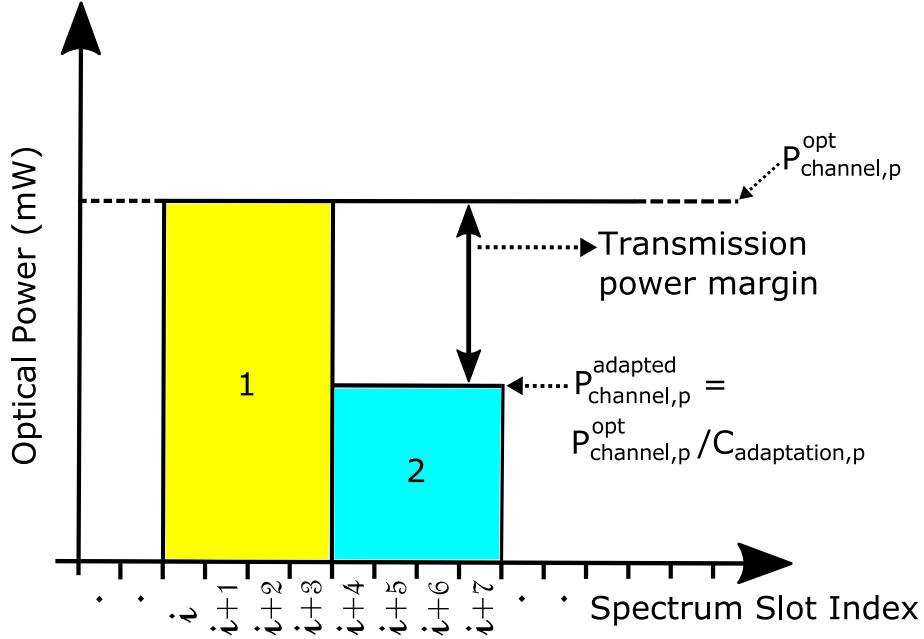 Optical Power (mW)
P^opt_channel,p
Transmission
power margin
P^adapted_channel,p =
P^opt_channel,p /C_adaptation,p
1
2
. . i i+1 i+2 i+3 i+4 i+5 i+6 i+7 . .
Spectrum Slot Index